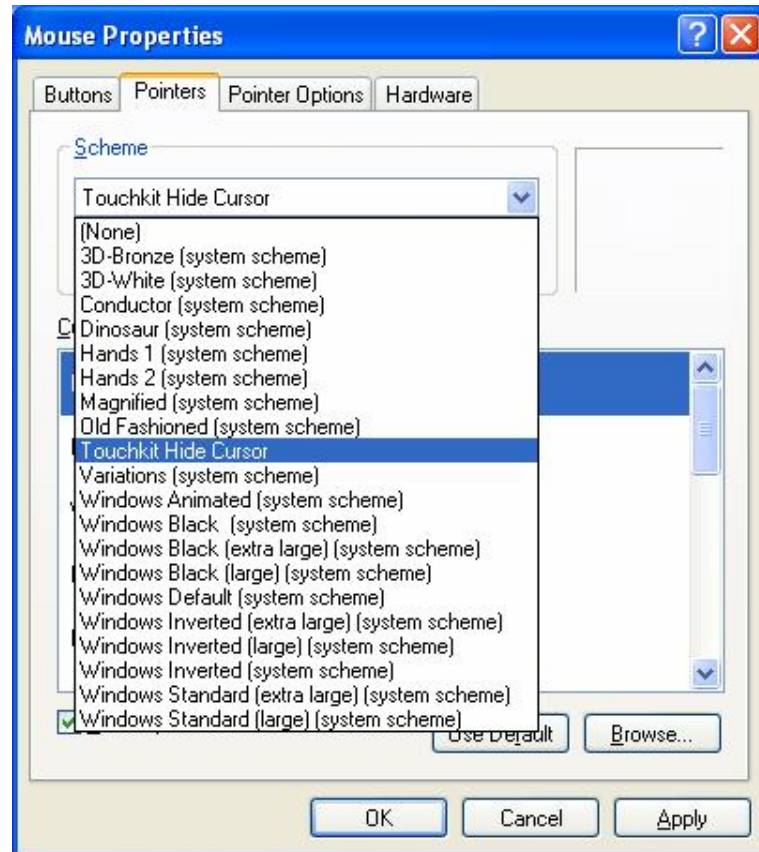 Mouse Properties
Buttons Pointers Pointer Options Hardware
Scheme
Touchkit Hide Cursor
(None)
3D-Bronze (system scheme)
3D-White (system scheme)
Conductor (system scheme)
Dinosaur (system scheme)
Hands 1 (system scheme)
Hands 2 (system scheme)
Magnified (system scheme)
Old Fashioned (system scheme)
Touchkit Hide Cursor
Variations (system scheme)
Windows Animated (system scheme)
Windows Black  (system scheme)
Windows Black (extra large) (system scheme)
Windows Black (large) (system scheme)
Windows Default (system scheme)
Windows Inverted (extra large) (system scheme)
Windows Inverted (large) (system scheme)
Windows Inverted (system scheme)
Windows Standard (extra large) (system scheme)
Windows Standard (large) (system scheme)
Use Default Browse...
OK Cancel Apply